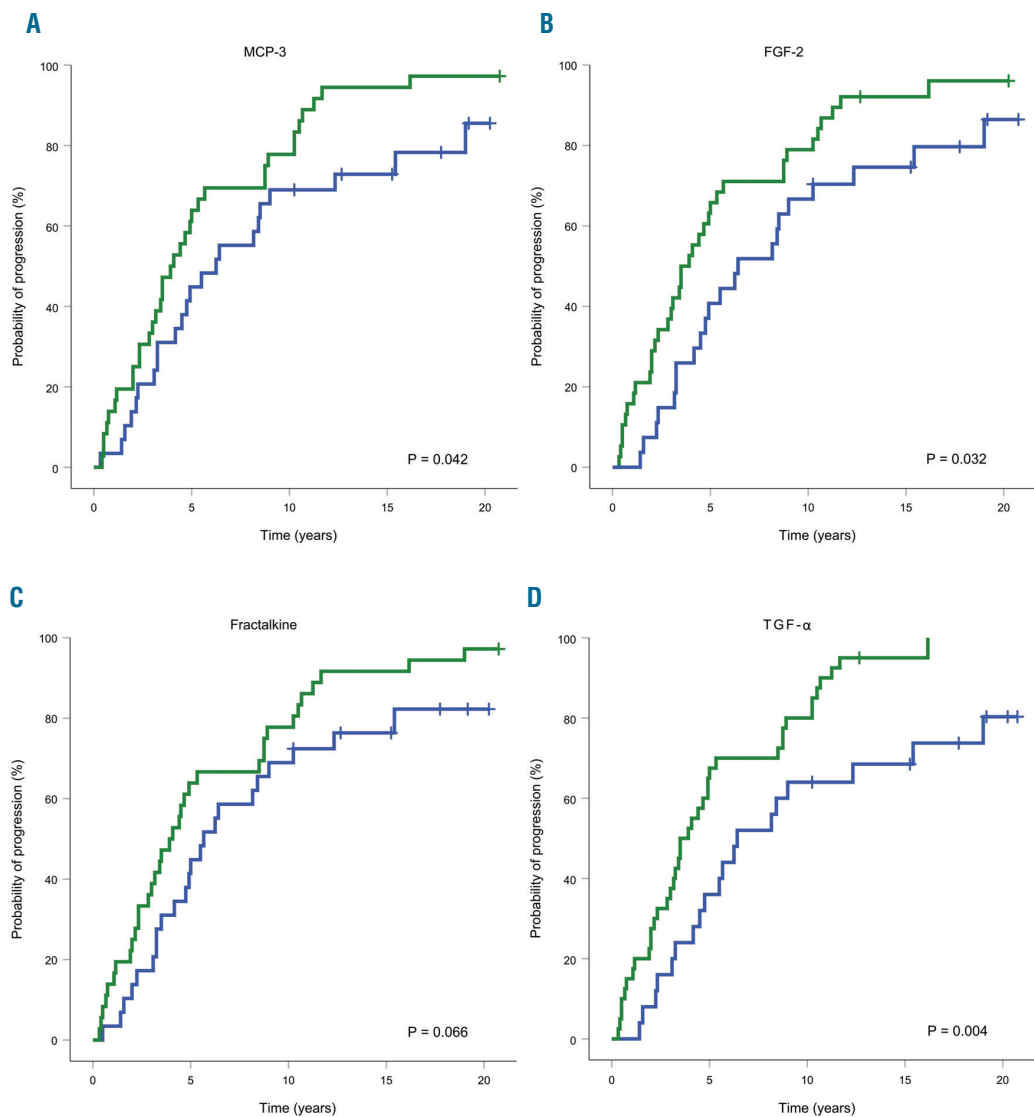 A
MCP-3
100
80
60
40
20
0
Probability of progression (%)
P = 0.042
0 5 10 15 20
Time (years)
B
FGF-2
100
80
60
40
20
0
Probability of progression (%)
P = 0.032
0 5 10 15 20
Time (years)
C
Fractalkine
100
80
60
40
20
0
Probability of progression (%)
P = 0.066
0 5 10 15 20
Time (years)
D
TGF-α
100
80
60
40
20
0
Probability of progression (%)
P = 0.004
0 5 10 15 20
Time (years)